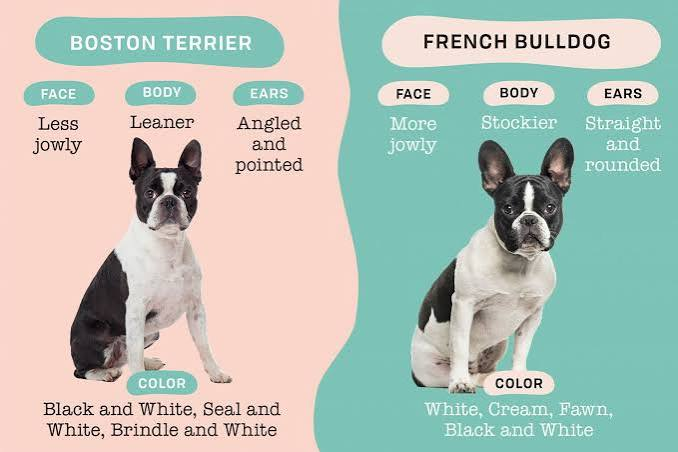 BOSTON TERRIER
FACE
Less
jowly
BODY
Leaner
EARS
Angled
and
pointed
COLOR
Black and White, Seal and
White, Brindle and White
FRENCH BULLDOG
FACE
More
jowly
BODY
Stockier
EARS
Straight
and
rounded
COLOR
White, Cream, Fawn,
Black and White